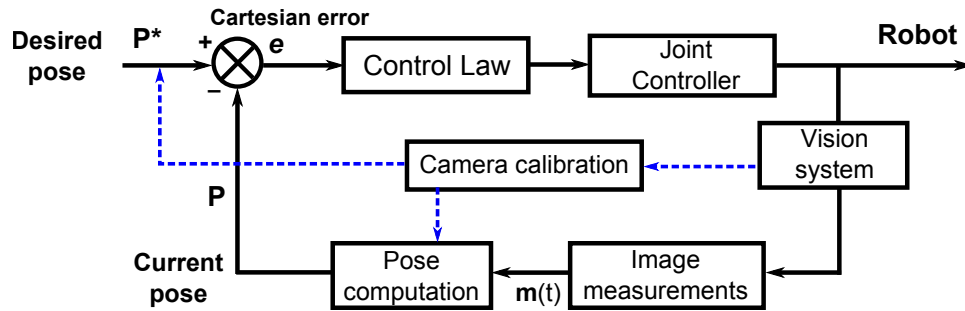 Cartesian error
Desired
pose
P*
+
e
−
Control Law
Joint
Controller
Robot
Vision
system
Camera calibration
P
Current
pose
Pose
computation
m(t)
Image
measurements